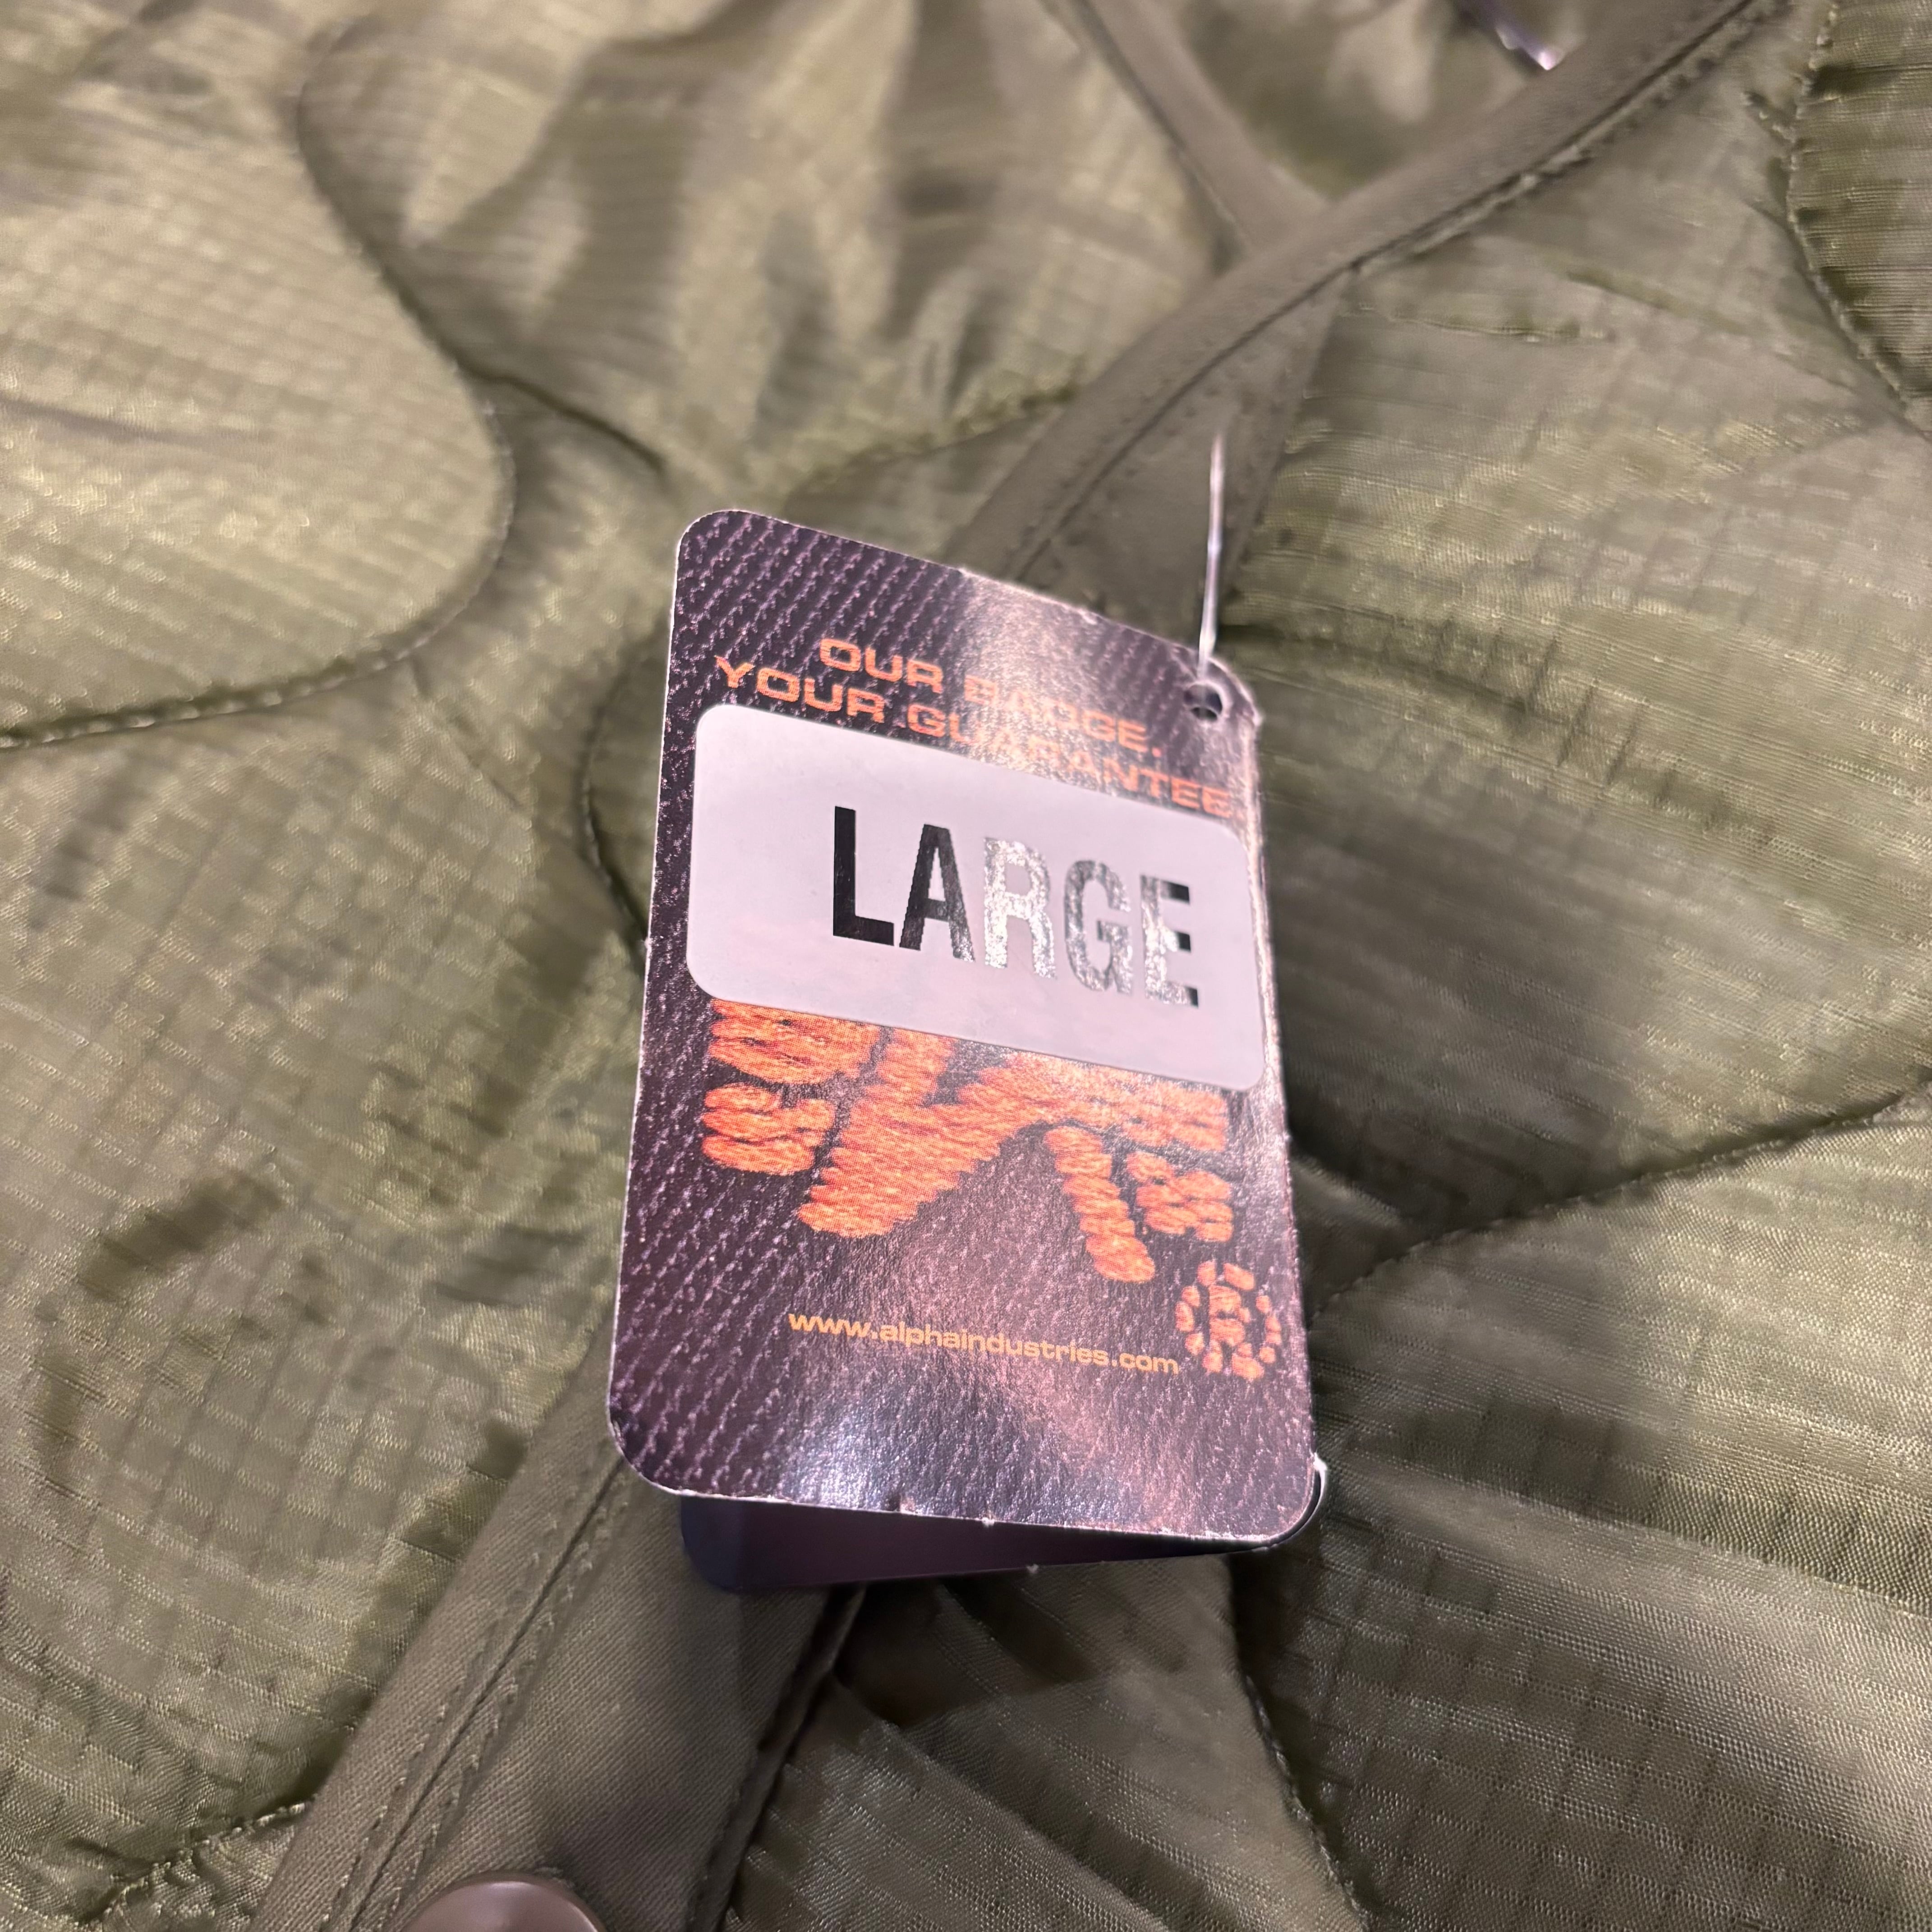 OUR BADGE.
YOUR GUARANTEE
LARGE
www.alphaindustries.com
R